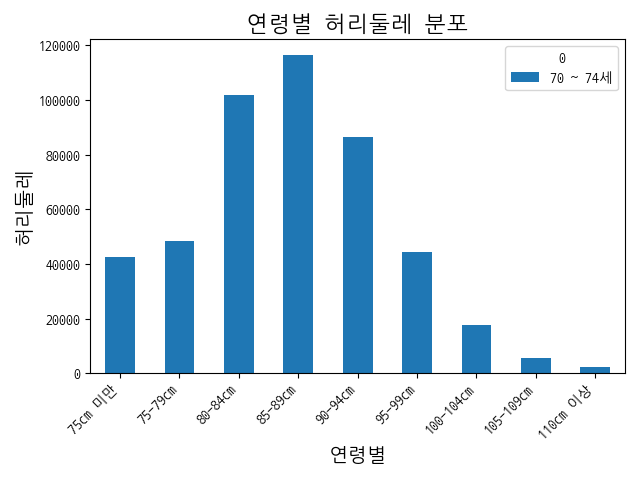 연령별 허리둘레 분포
0
70 ~ 74세
허리둘레
120000
100000
80000
60000
40000
20000
0
75cm 미만
75-79cm
80-84cm
85-89cm
90-94cm
95-99cm
100-104cm
105-109cm
110cm 이상
연령별